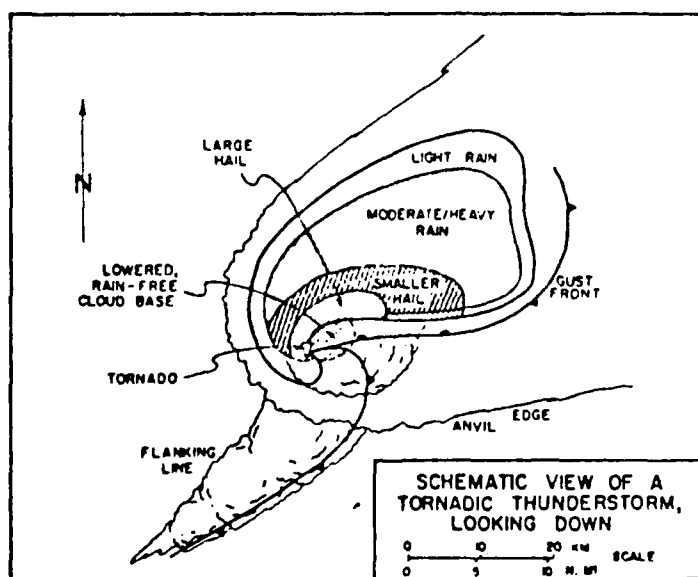 N
LARGE
HAIL
LIGHT RAIN
MODERATE/HEAVY
RAIN
LOWERED,
RAIN-FREE
CLOUD BASE
SMALLER
HAIL
GUST
FRONT
TORNADO
ANVIL EDGE
FLANKING
LINE
SCHEMATIC VIEW OF A
TORNADIC THUNDERSTORM,
LOOKING DOWN
0 10 20 KM
SCALE
0 5 10 N. MI